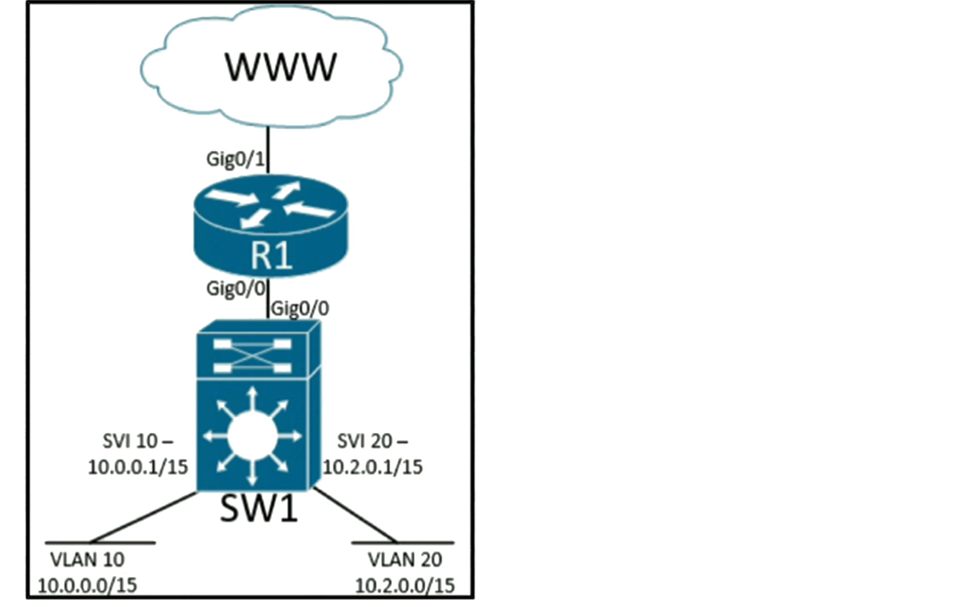 WWW
Gig0/1
R1
Gig0/0
Gig0/0
SVI 10 –
10.0.0.1/15
SVI 20 –
10.2.0.1/15
SW1
VLAN 10
10.0.0.0/15
VLAN 20
10.2.0.0/15